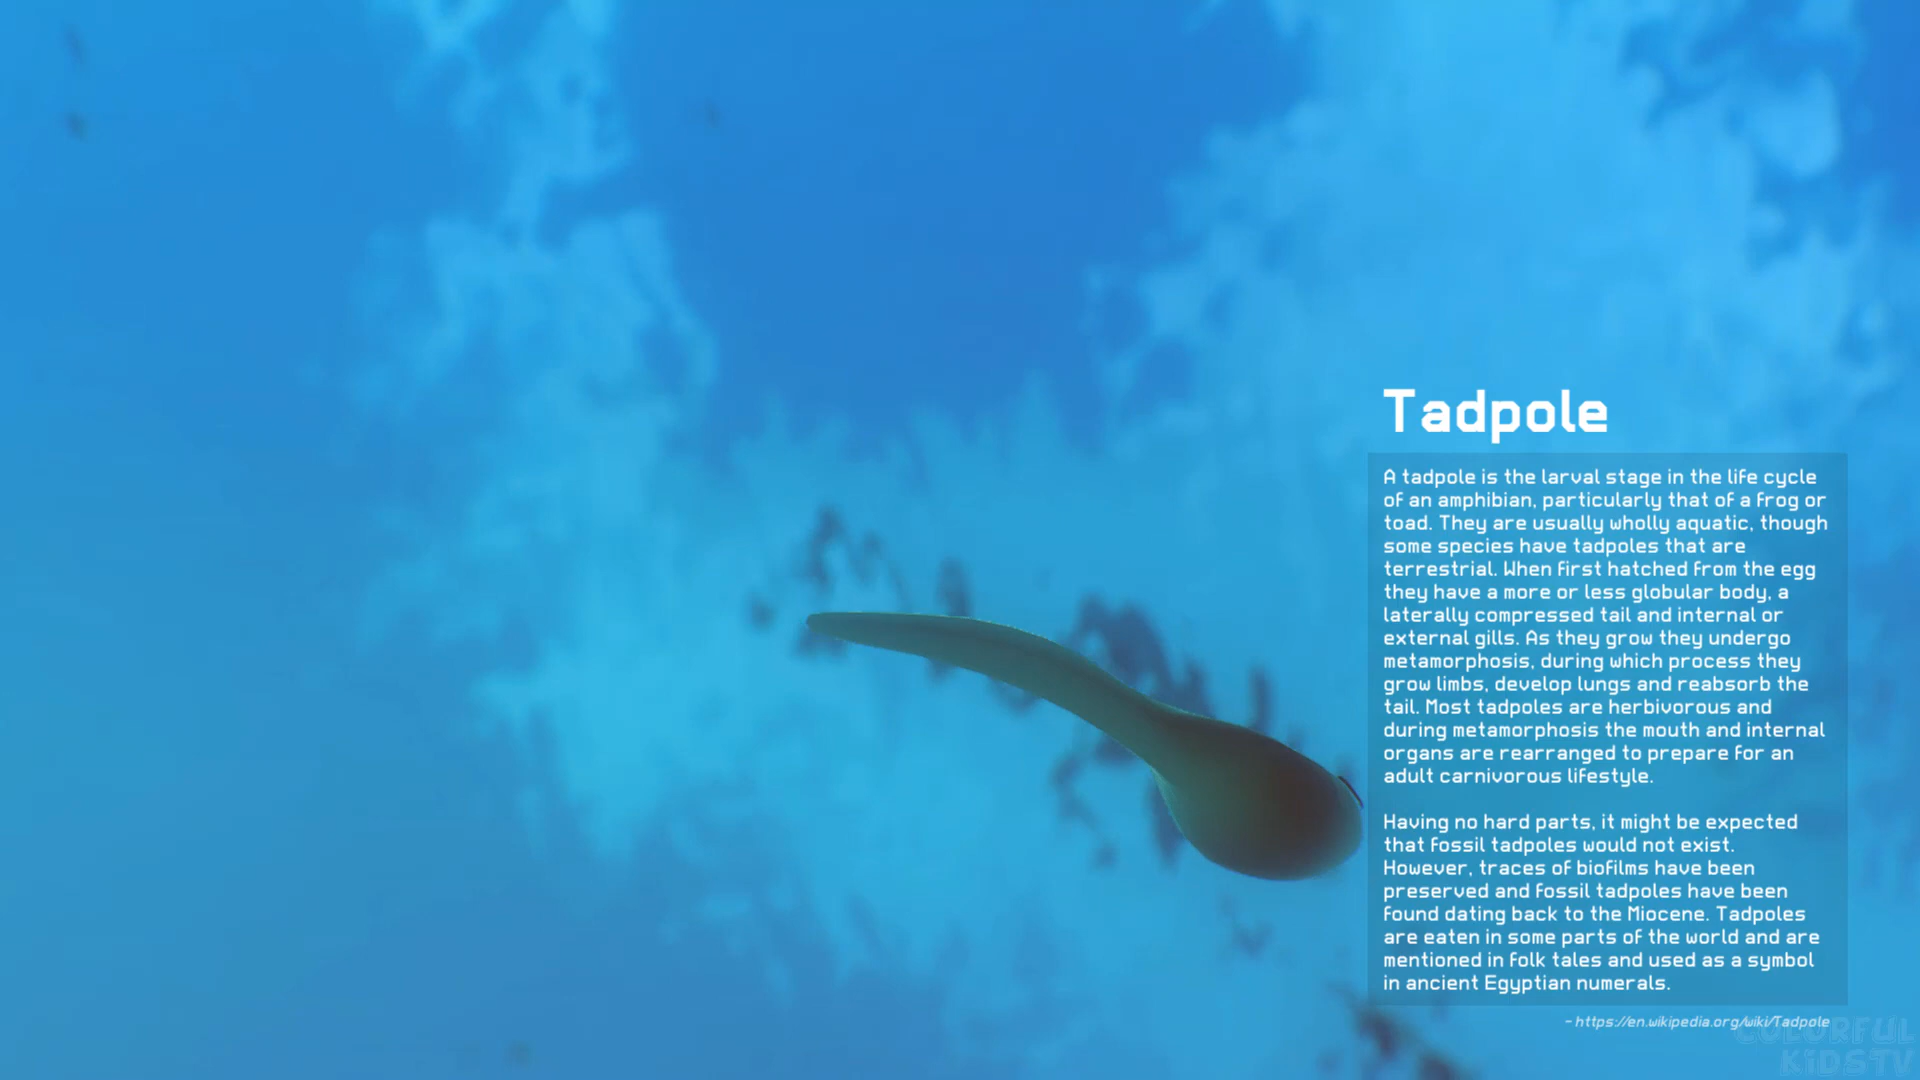 Tadpole
A tadpole is the larval stage in the life cycle
of an amphibian, particularly that of a frog or
toad. They are usually wholly aquatic, though
some species have tadpoles that are
terrestrial. When first hatched from the egg
they have a more or less globular body, a
laterally compressed tail and internal or
external gills. As they grow they undergo
metamorphosis, during which process they
grow limbs, develop lungs and reabsorb the
tail. Most tadpoles are herbivorous and
during metamorphosis the mouth and internal
organs are rearranged to prepare for an
adult carnivorous lifestyle.
Having no hard parts, it might be expected
that fossil tadpoles would not exist.
However, traces of biofilms have been
preserved and fossil tadpoles have been
found dating back to the Miocene. Tadpoles
are eaten in some parts of the world and are
mentioned in folk tales and used as a symbol
in ancient Egyptian numerals.
- https://en.wikipedia.org/wiki/Tadpole
COLORFUL
KIDSTV